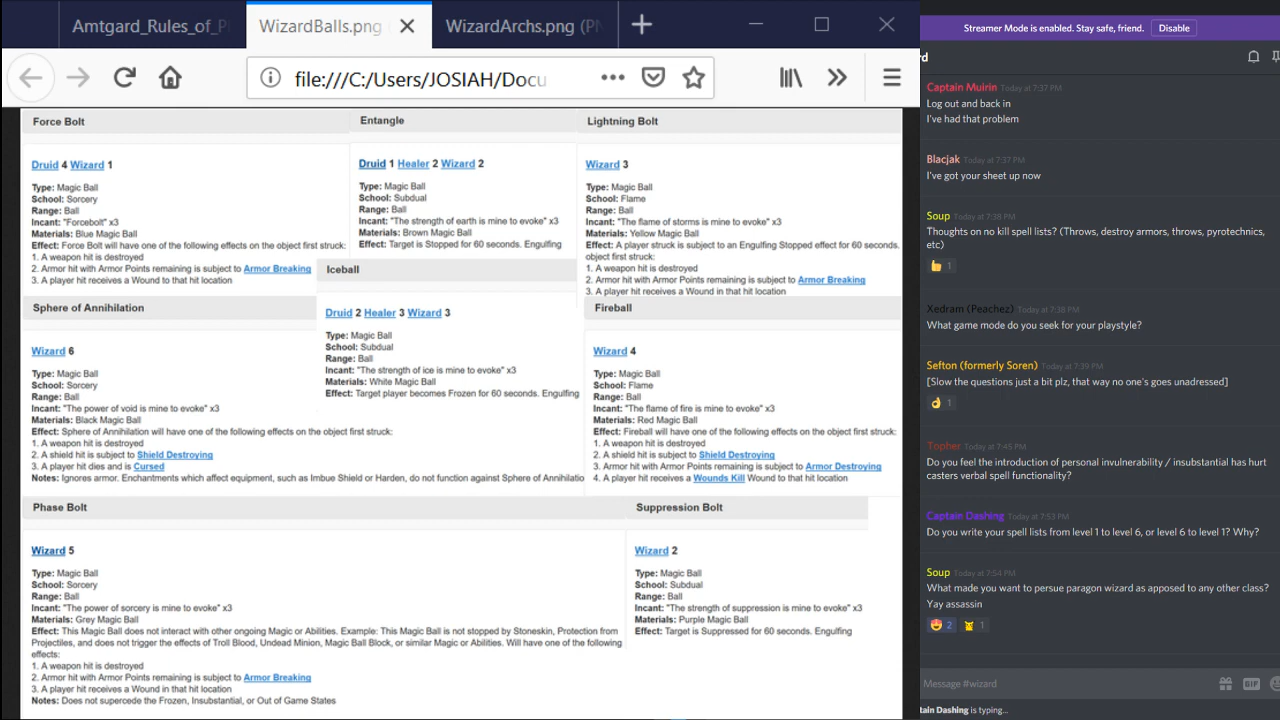 Amtgard_Rules_of_P
WizardBalls.png
WizardArchs.png (PN
file:///C:/Users/JOSIAH/Docu
Force Bolt
Druid 4 Wizard 1
Type: Magic Ball
School: Sorcery
Range: Ball
Incant: "Forcebolt" x3
Materials: Blue Magic Ball
Effect: Force Bolt will have one of the following effects on the object first struck:
1. A weapon hit is destroyed
2. Armor hit with Armor Points remaining is subject to Armor Breaking
3. A player hit receives a Wound in that hit location
Entangle
Druid 1 Healer 2 Wizard 2
Type: Magic Ball
School: Subdual
Range: Ball
Incant: "The strength of earth is mine to evoke" x3
Materials: Brown Magic Ball
Effect: Target is Stopped for 60 seconds. Engulfing
Lightning Bolt
Wizard 3
Type: Magic Ball
School: Flame
Range: Ball
Incant: "The flame of storms is mine to evoke" x3
Materials: Yellow Magic Ball
Effect: A player struck is subject to an Engulfing Stopped effect for 60 seconds.
object first struck:
1. A weapon hit is destroyed
2. Armor hit with Armor Points remaining is subject to Armor Breaking
3. A player hit receives a Wound in that hit location
Iceball
Druid 2 Healer 3 Wizard 3
Type: Magic Ball
School: Subdual
Range: Ball
Incant: "The strength of ice is mine to evoke" x3
Materials: White Magic Ball
Effect: Target player becomes Frozen for 60 seconds. Engulfing
Sphere of Annihilation
Wizard 6
Type: Magic Ball
School: Sorcery
Range: Ball
Incant: "The power of void is mine to evoke" x3
Materials: Black Magic Ball
Effect: Sphere of Annihilation will have one of the following effects on the object first struck:
1. A weapon hit is destroyed
2. A shield hit is subject to Shield Destroying
3. A player hit dies and is Cursed
Notes: Ignores armor. Enchantments which affect equipment, such as Imbue Shield or Harden, do not function against Sphere of Annihilatio
Fireball
Wizard 4
Type: Magic Ball
School: Flame
Range: Ball
Incant: "The flame of fire is mine to evoke" x3
Materials: Red Magic Ball
Effect: Fireball will have one of the following effects on the object first struck:
1. A weapon hit is destroyed
2. A shield hit is subject to Shield Destroying
3. Armor hit with Armor Points remaining is subject to Armor Destroying
4. A player hit receives a Wounds Kill Wound to that hit location
Phase Bolt
Wizard 5
Type: Magic Ball
School: Sorcery
Range: Ball
Incant: "The power of sorcery is mine to evoke" x3
Materials: Grey Magic Ball
Effect: This Magic Ball does not interact with other ongoing Magic or Abilities. Example: This Magic Ball is not stopped by Stoneskin, Protection from
Projectiles, and does not trigger the effects of Troll Blood, Undead Minion, Magic Ball Block, or similar Magic or Abilities. Will have one of the following
effects:
1. A weapon hit is destroyed
2. Armor hit with Armor Points remaining is subject to Armor Breaking
3. A player hit receives a Wound in that hit location
Notes: Does not supercede the Frozen, Insubstantial, or Out of Game States
Suppression Bolt
Wizard 2
Type: Magic Ball
School: Subdual
Range: Ball
Incant: "The strength of suppression is mine to evoke" x3
Materials: Purple Magic Ball
Effect: Target is Suppressed for 60 seconds. Engulfing
Streamer Mode is enabled. Stay safe, friend. Disable
rd
Captain Muirin Today at 7:37 PM
Log out and back in
I've had that problem
Blacjak Today at 7:37 PM
I've got your sheet up now
Soup Today at 7:38 PM
Thoughts on no kill spell lists? (Throws, destroy armors, throws, pyrotechnics,
etc)
1
Xedram (Peachez) Today at 7:38 PM
What game mode do you seek for your playstyle?
Sefton (formerly Soren) Today at 7:39 PM
[Slow the questions just a bit plz, that way no one's goes unadressed]
1
Topher Today at 7:45 PM
Do you feel the introduction of personal invulnerability / insubstantial has hurt
casters verbal spell functionality?
Captain Dashing Today at 7:53 PM
Do you write your spell lists from level 1 to level 6, or level 6 to level 1? Why?
Soup Today at 7:54 PM
What made you want to persue paragon wizard as apposed to any other class?
Yay assassin
2 1
Message #wizard
GIF
tain Dashing is typing...